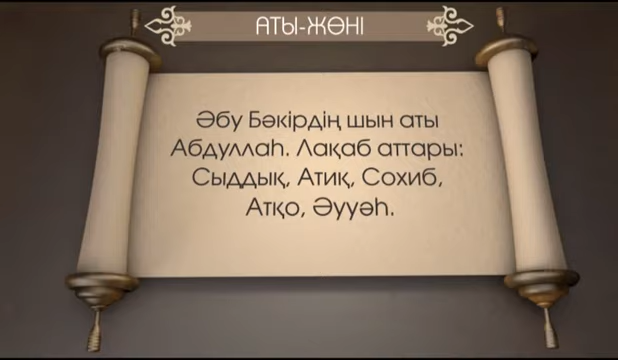 АТЫ-ЖӨНІ
Әбу Бәкірдің шын аты
Абдуллаһ. Лақаб аттары:
Сыддық, Атиқ, Сохиб,
Атқо, Әууәһ.